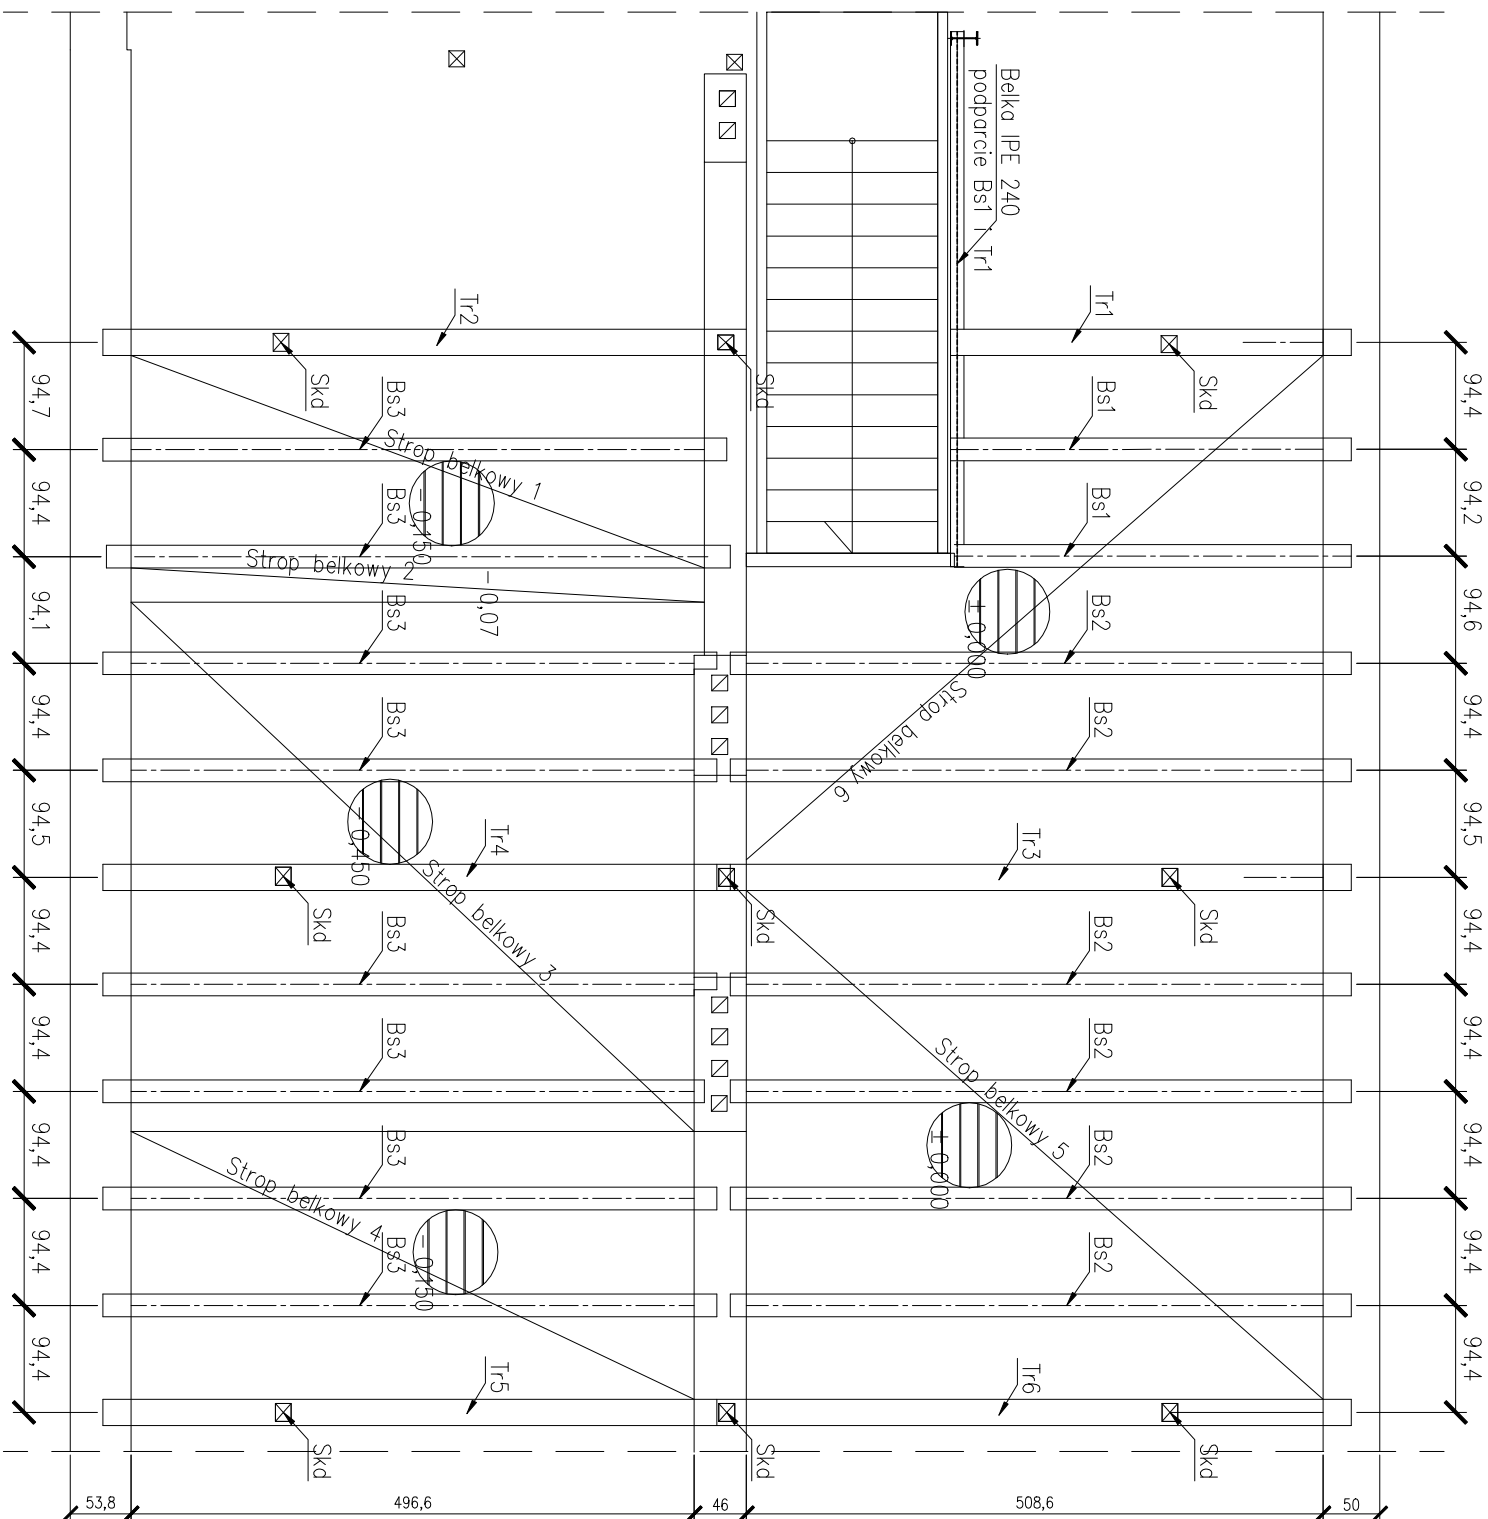 Belka IPE 240
podparcie Bs1 i Tr1
Tr2
Tr1
Skd
Skd
Skd
94,7
Bs3
Bs1
94,4
Strop belkowy 1
94,4
Bs3
-0,150
Bs1
94,2
Strop belkowy 2
-0,07
94,1
Bs3
±0,000
Bs2
94,6
Strop belkowy 6
94,4
Bs3
Bs2
94,4
94,5
-0,150
Tr4
Tr3
94,5
Strop belkowy 3
Skd
Skd
Skd
94,4
Bs3
Bs2
94,4
94,4
Bs3
Bs2
94,4
Strop belkowy 5
94,4
Bs3
±0,000
Bs2
94,4
Strop belkowy 4
94,4
Bs3
-0,150
Bs2
94,4
94,4
Tr5
Tr6
94,4
Skd
Skd
Skd
53,8
496,6
46
508,6
50